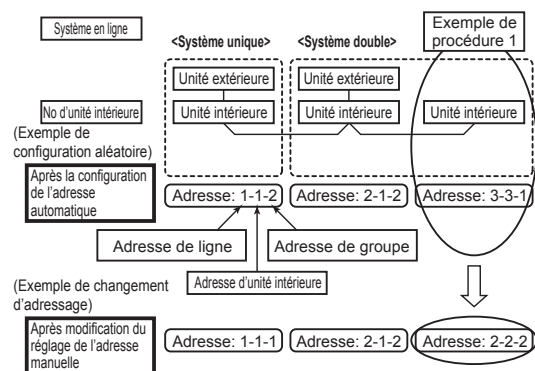 Système en ligne
<Système unique>
<Système double>
Exemple de
procédure 1
Unité extérieure
Unité extérieure
No d'unité intérieure
Unité intérieure
Unité intérieure
Unité intérieure
(Exemple de
configuration aléatoire)
Après la configuration
de l'adresse
automatique
Adresse: 1-1-2
Adresse: 2-1-2
Adresse: 3-3-1
Adresse de ligne
Adresse de groupe
Adresse d'unité intérieure
(Exemple de changement
d'adressage)
Après modification du
réglage de l'adresse
manuelle
Adresse: 1-1-1
Adresse: 2-1-2
Adresse: 2-2-2